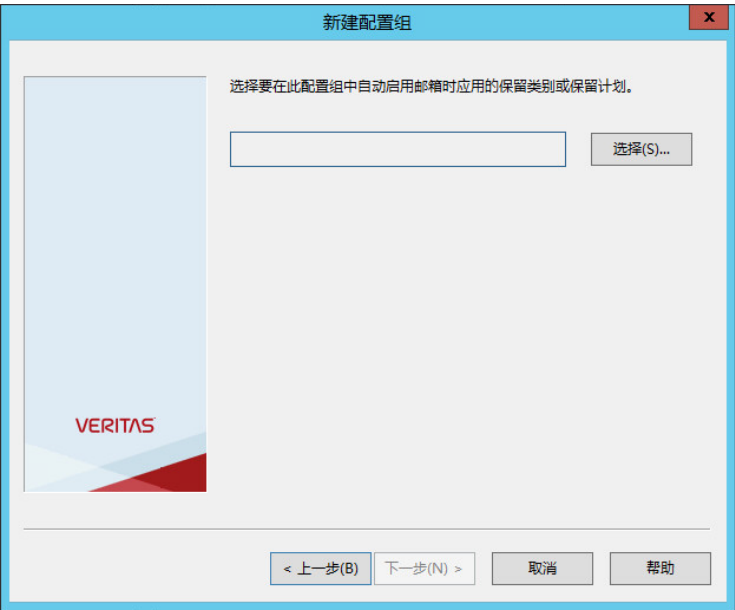 新建配置组
x
选择要在此配置组中自动启用邮箱时应用的保留类别或保留计划。
选择(S)...
VERITAS
< 上一步(B)
下一步(N) >
取消
帮助